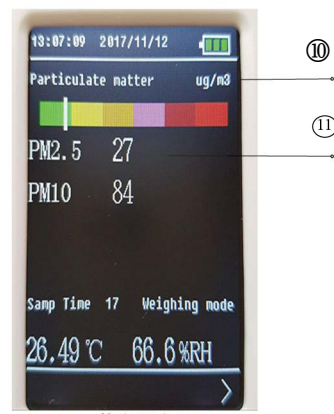 13:07:09 2017/11/12
Particulate matter ug/m3
⑩
⑪
PM2.5 27
PM10 84
Samp Time 17 Weighing mode
26.49℃ 66.6%RH
>